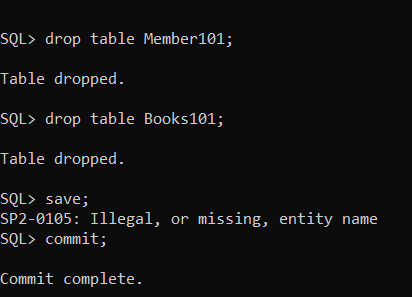 SQL> drop table Member101;
Table dropped.
SQL> drop table Books101;
Table dropped.
SQL> save;
SP2-0105: Illegal, or missing, entity name
SQL> commit;
Commit complete.